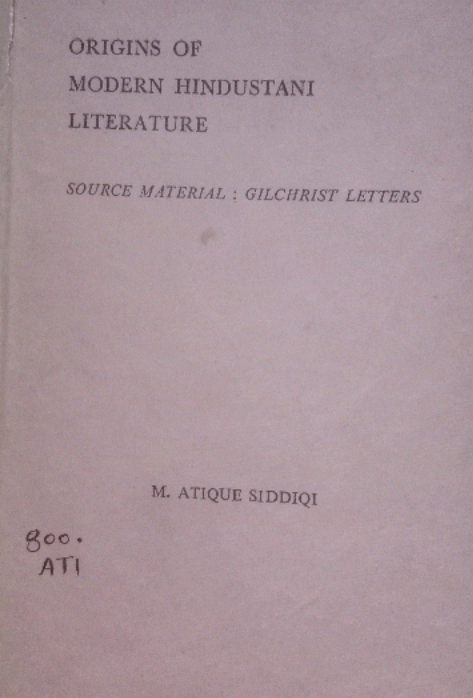 ORIGINS OF
MODERN HINDUSTANI
LITERATURE
SOURCE MATERIAL : GILCHRIST LETTERS
M. ATIQUE SIDDIQI
800.
ATI